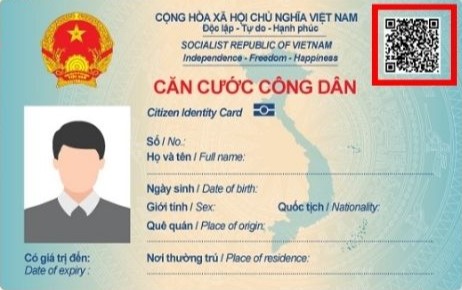 CỘNG HÒA XÃ HỘI CHỦ NGHĨA VIỆT NAM
Độc lập - Tự do - Hạnh phúc
SOCIALIST REPUBLIC OF VIETNAM
Independence - Freedom - Happiness
CĂN CƯỚC CÔNG DÂN
Citizen Identity Card
Số / No.:
Họ và tên / Full name:
Ngày sinh / Date of birth:
Giới tính / Sex: Quốc tịch / Nationality:
Quê quán / Place of origin:
Có giá trị đến: Nơi thường trú / Place of residence:
Date of expiry :